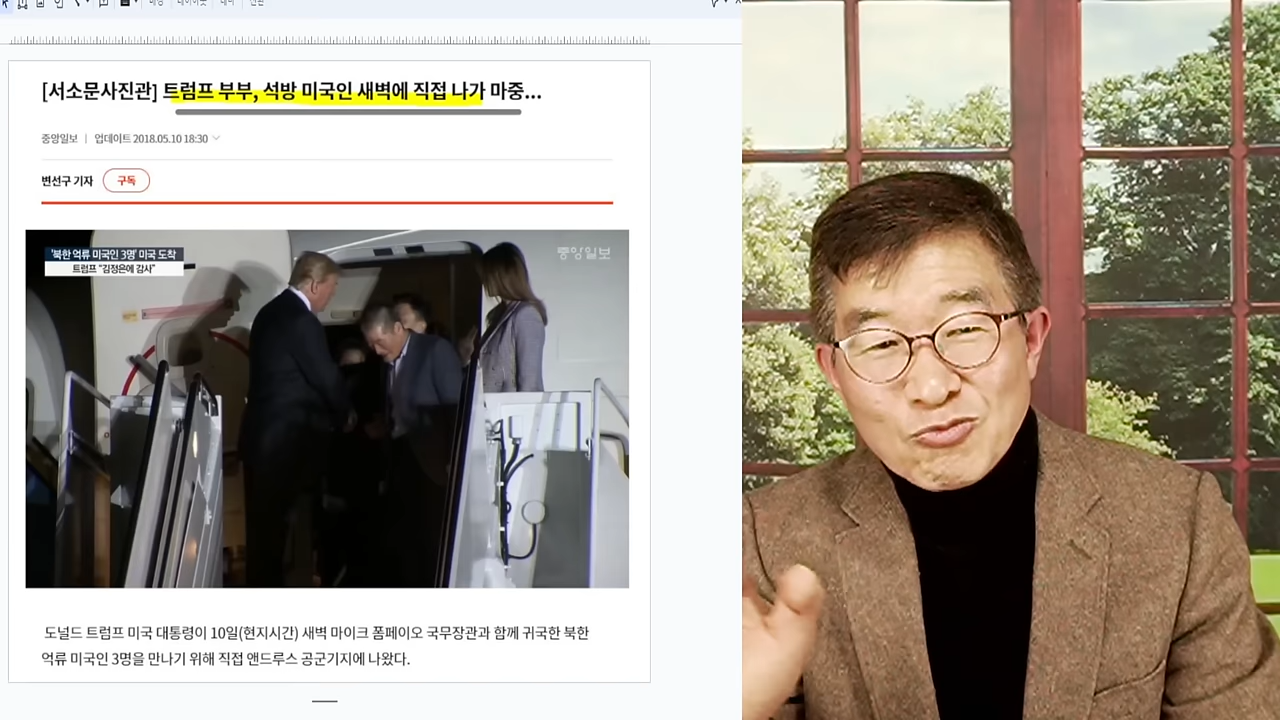 [서소문사진관] 트럼프 부부, 석방 미국인 새벽에 직접 나가 마중...
중앙일보 | 업데이트 2018.05.10 18:30
변선구 기자 구독
'북한 억류 미국인 3명' 미국 도착
트럼프 "김정은에 감사"
중앙일보
도널드 트럼프 미국 대통령이 10일(현지시간) 새벽 마이크 폼페이오 국무장관과 함께 귀국한 북한
억류 미국인 3명을 만나기 위해 직접 앤드루스 공군기지에 나왔다.